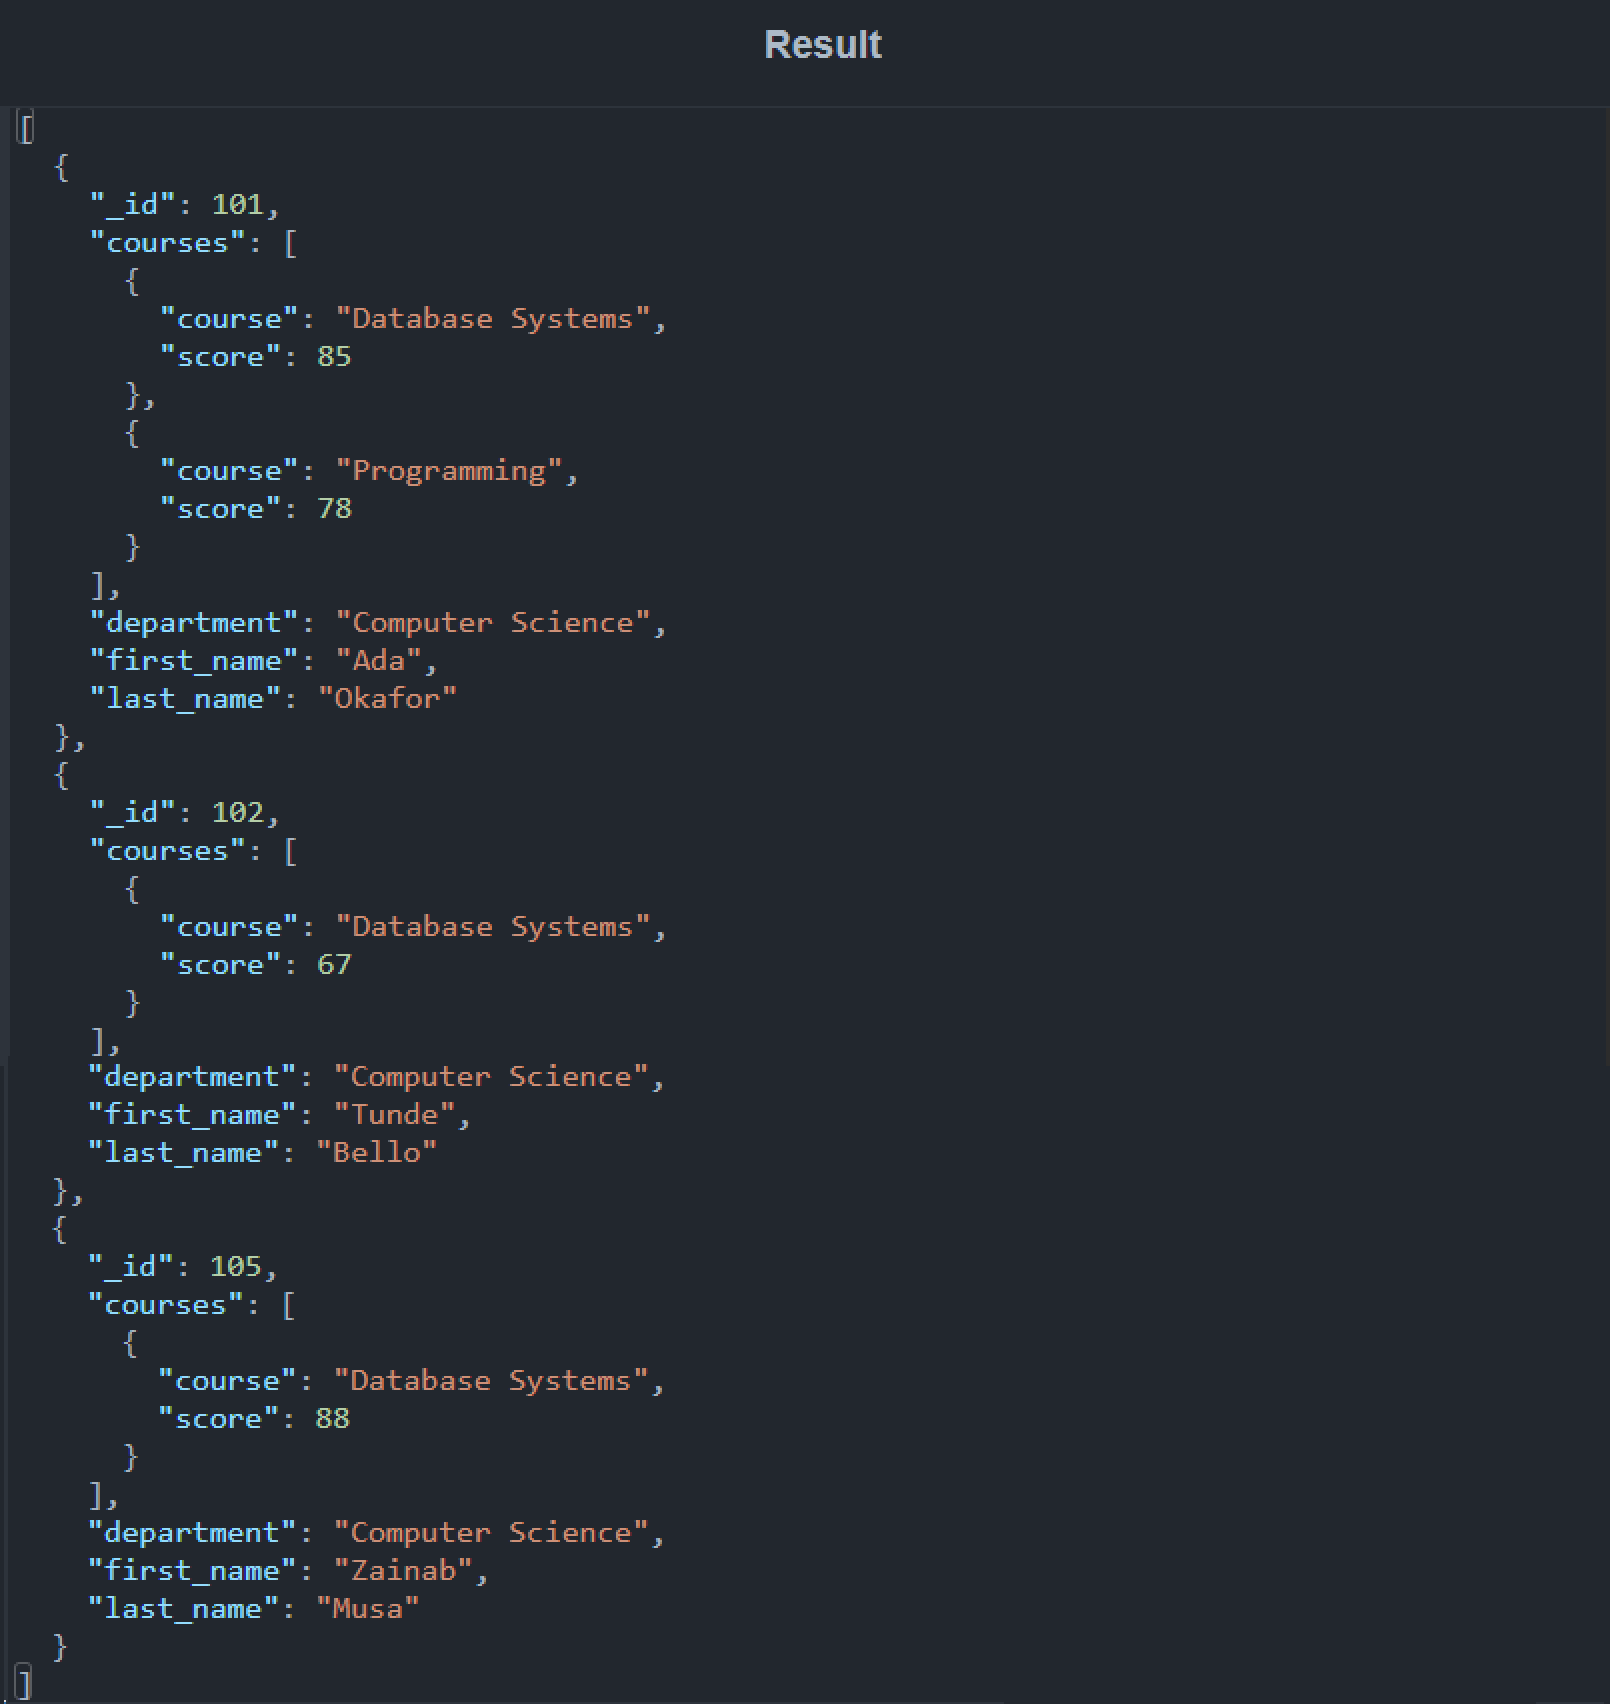 Result
[
  {
    "_id": 101,
    "courses": [
      {
        "course": "Database Systems",
        "score": 85
      },
      {
        "course": "Programming",
        "score": 78
      }
    ],
    "department": "Computer Science",
    "first_name": "Ada",
    "last_name": "Okafor"
  },
  {
    "_id": 102,
    "courses": [
      {
        "course": "Database Systems",
        "score": 67
      }
    ],
    "department": "Computer Science",
    "first_name": "Tunde",
    "last_name": "Bello"
  },
  {
    "_id": 105,
    "courses": [
      {
        "course": "Database Systems",
        "score": 88
      }
    ],
    "department": "Computer Science",
    "first_name": "Zainab",
    "last_name": "Musa"
  }
]